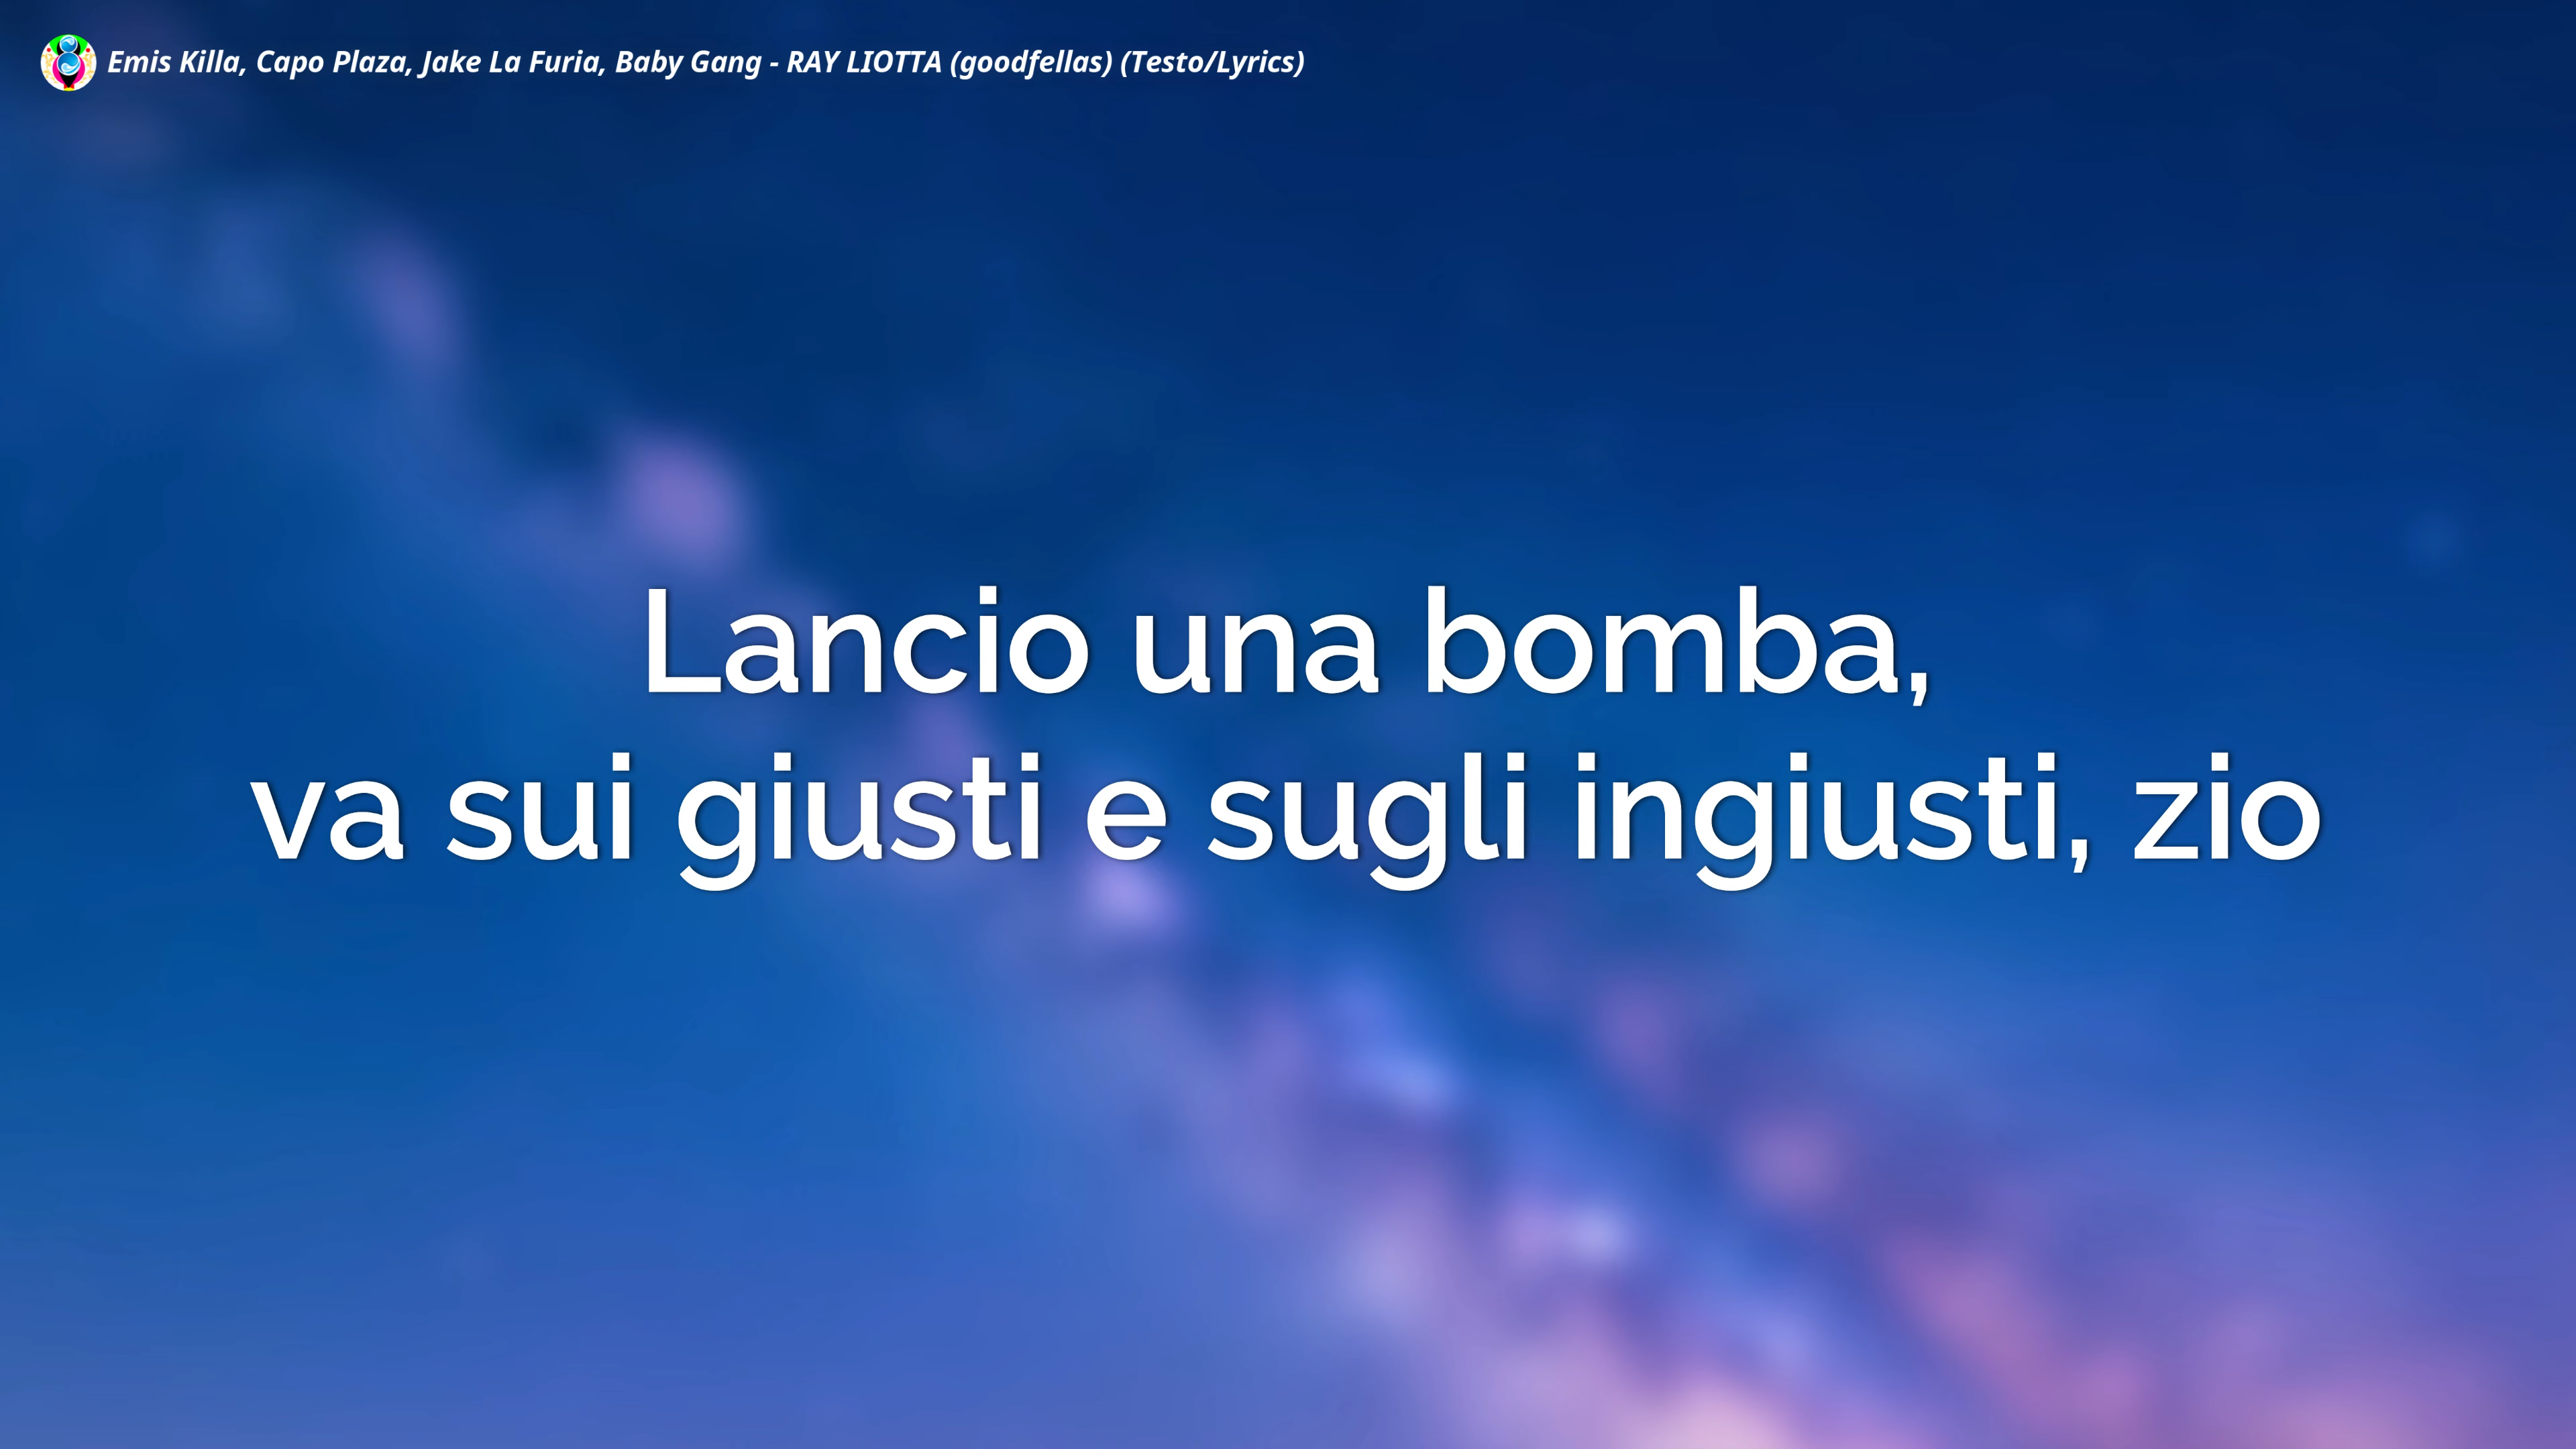 Emis Killa, Capo Plaza, Jake La Furia, Baby Gang - RAY LIOTTA (goodfellas) (Testo/Lyrics)
Lancio una bomba,
va sui giusti e sugli ingiusti, zio